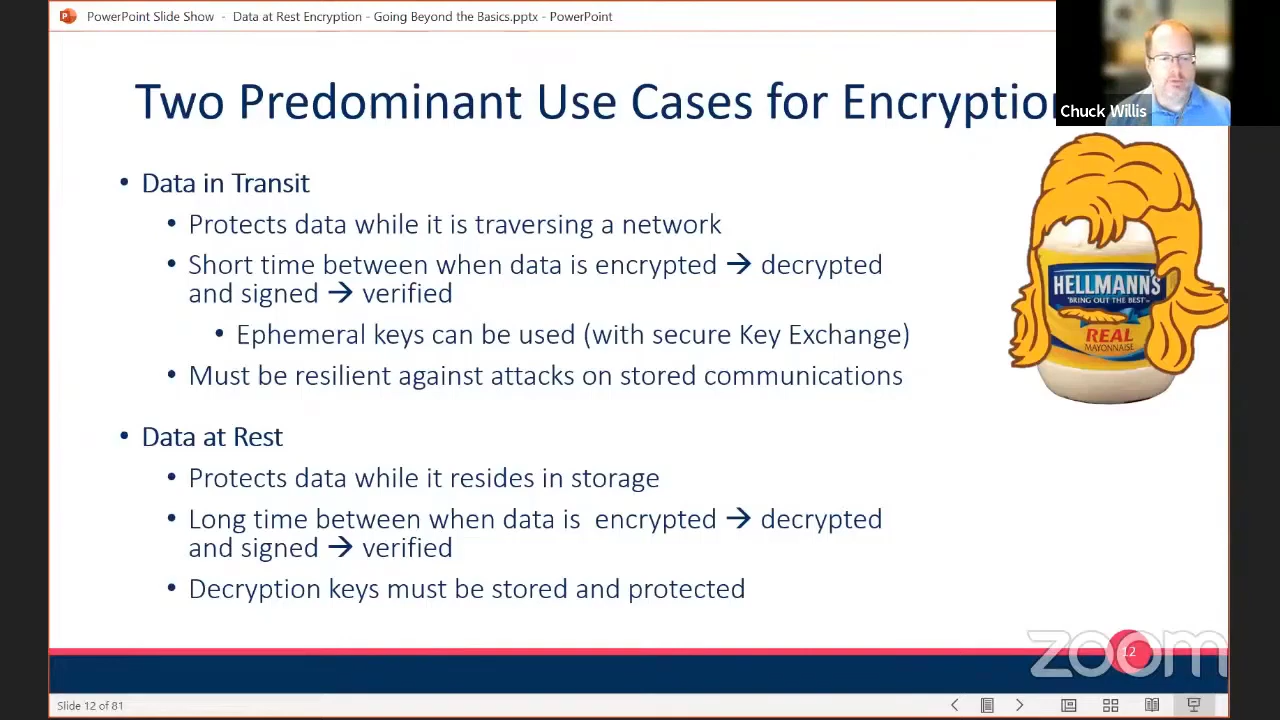 PowerPoint Slide Show - Data at Rest Encryption - Going Beyond the Basics.pptx - PowerPoint
Two Predominant Use Cases for Encryption
Chuck Willis
• Data in Transit
• Protects data while it is traversing a network
• Short time between when data is encrypted → decrypted
and signed → verified
• Ephemeral keys can be used (with secure Key Exchange)
• Must be resilient against attacks on stored communications
HELLMANN'S
"BRING OUT THE BEST"
REAL
MAYONNAISE
• Data at Rest
• Protects data while it resides in storage
• Long time between when data is encrypted → decrypted
and signed → verified
• Decryption keys must be stored and protected
12
zoom
Slide 12 of 81